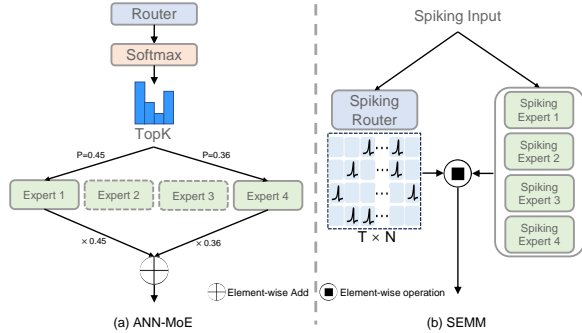 Router
Softmax
TopK
P=0.45
P=0.36
Expert 1
Expert 2
Expert 3
Expert 4
× 0.45
× 0.36
Element-wise Add
(a) ANN-MoE
Spiking Input
Spiking
Router
Spiking
Expert 1
Spiking
Expert 2
Spiking
Expert 3
Spiking
Expert 4
T × N
Element-wise operation
(b) SEMM